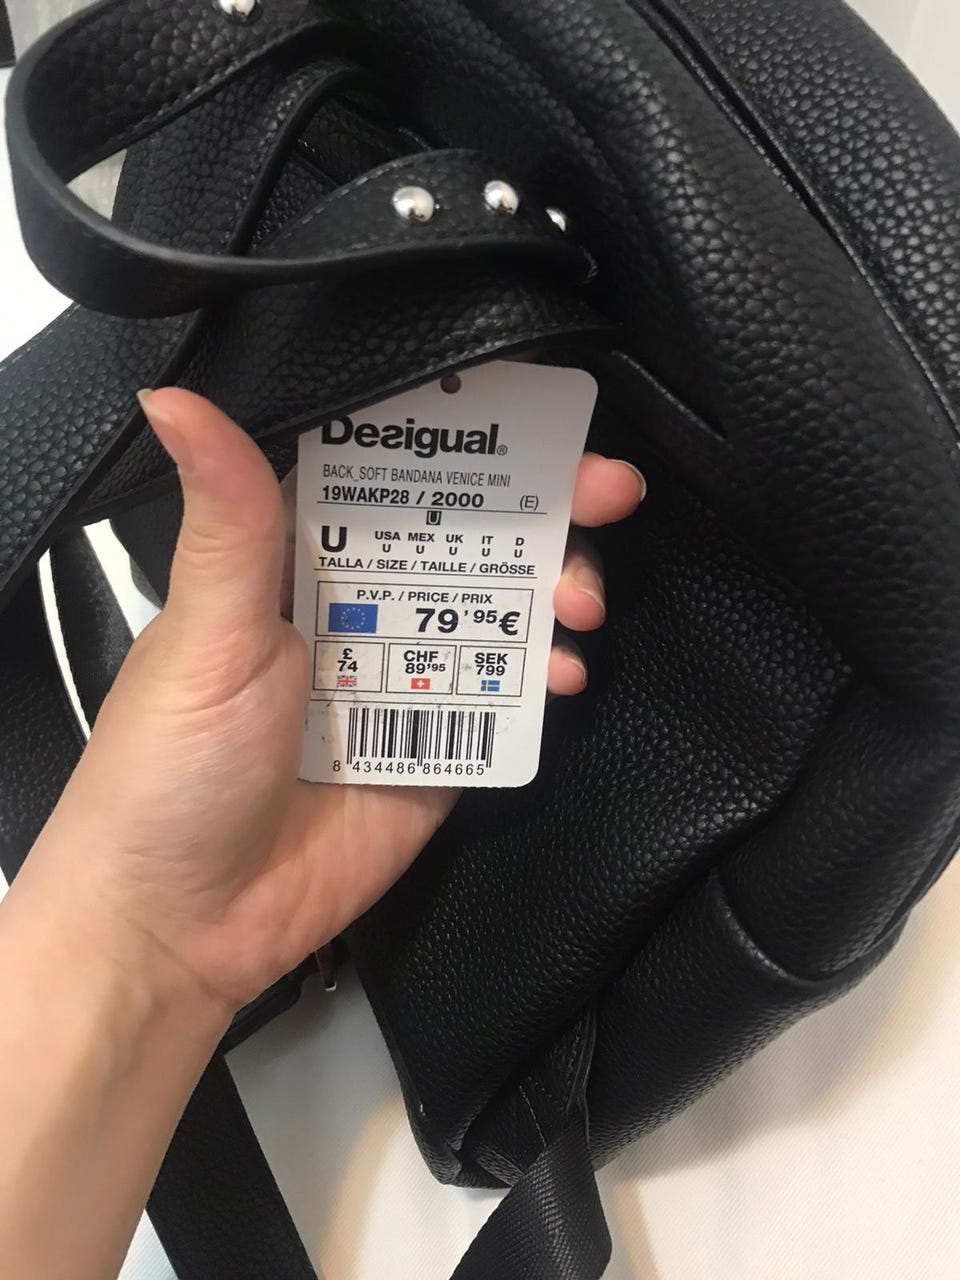 Desigual®
BACK_SOFT BANDANA VENICE MINI
19WAKP28 / 2000 (E)
U
U USA MEX UK IT D
U U U U U
TALLA / SIZE / TAILLE / GRÖSSE
P.V.P. / PRICE / PRIX
79'95€
£ CHF SEK
74 89'95 799
8 434486 864665